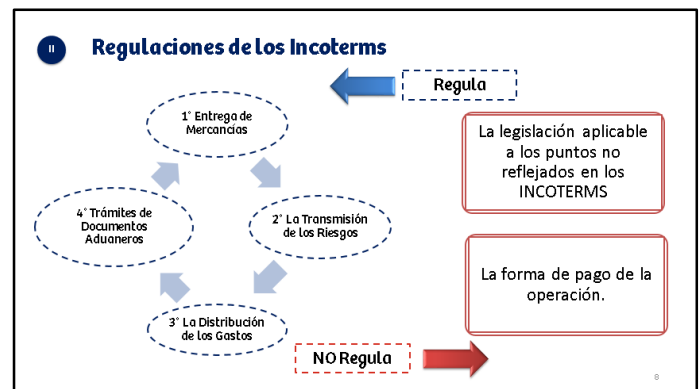 II
Regulaciones de los Incoterms
Regula
1° Entrega de
Mercancías
2° La Transmisión
de los Riesgos
3° La Distribución
de los Gastos
4° Trámites de
Documentos
Aduaneros
La legislación aplicable
a los puntos no
reflejados en los
INCOTERMS
La forma de pago de la
operación.
NO Regula
8